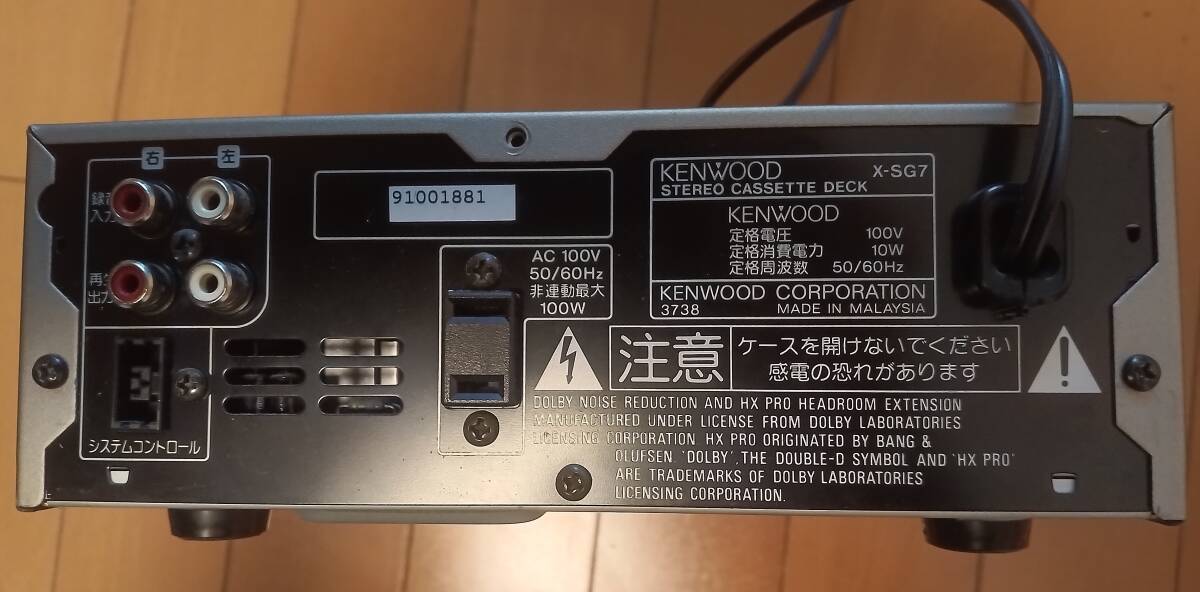 右 左
録音
入力
再生
出力
システムコントロール
91001881
AC 100V
50/60Hz
非連動最大
100W
KENWOOD X-SG7
STEREO CASSETTE DECK
KENWOOD
定格電圧 100V
定格消費電力 10W
定格周波数 50/60Hz
KENWOOD CORPORATION
3738 MADE IN MALAYSIA
注意
ケースを開けないでください
感電の恐れがあります
DOLBY NOISE REDUCTION AND HX PRO HEADROOM EXTENSION
MANUFACTURED UNDER LICENSE FROM DOLBY LABORATORIES
LICENSING CORPORATION HX PRO ORIGINATED BY BANG &
OLUFSEN. 'DOLBY', THE DOUBLE-D SYMBOL AND 'HX PRO'
ARE TRADEMARKS OF DOLBY LABORATORIES
LICENSING CORPORATION.